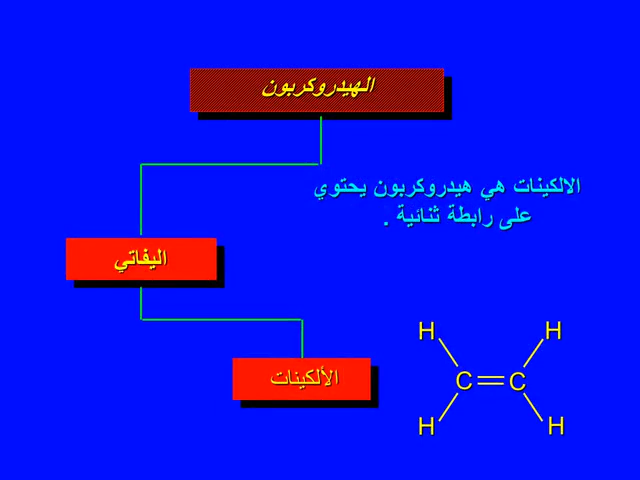 الهيدروكربون
الالكينات هي هيدروكربون يحتوي
على رابطة ثنائية .
اليفاتي
الألكينات
H H
C C
H H